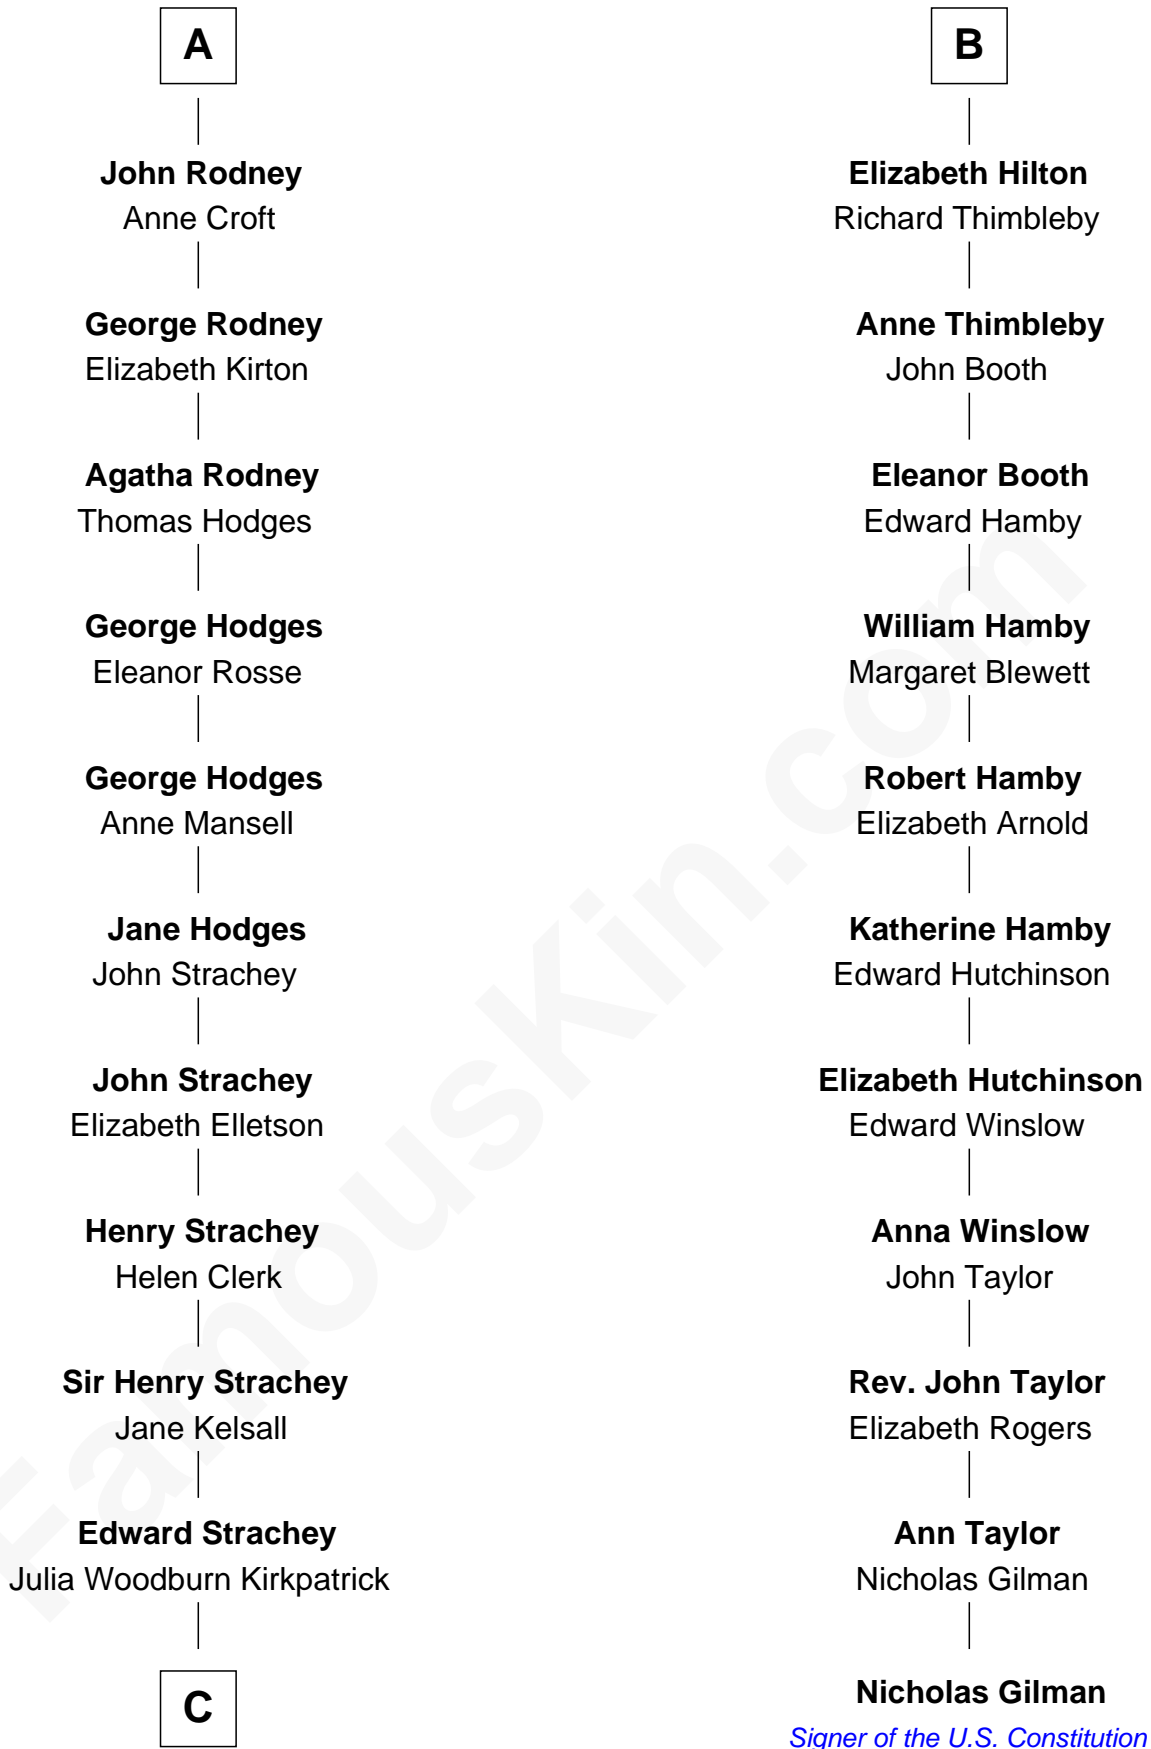 A
John Rodney
Anne Croft
George Rodney
Elizabeth Kirton
Agatha Rodney
Thomas Hodges
George Hodges
Eleanor Rosse
George Hodges
Anne Mansell
Jane Hodges
John Strachey
John Strachey
Elizabeth Elletson
Henry Strachey
Helen Clerk
Sir Henry Strachey
Jane Kelsall
Edward Strachey
Julia Woodburn Kirkpatrick
C
B
Elizabeth Hilton
Richard Thimbleby
Anne Thimbleby
John Booth
Eleanor Booth
Edward Hamby
William Hamby
Margaret Blewett
Robert Hamby
Elizabeth Arnold
Katherine Hamby
Edward Hutchinson
Elizabeth Hutchinson
Edward Winslow
Anna Winslow
John Taylor
Rev. John Taylor
Elizabeth Rogers
Ann Taylor
Nicholas Gilman
Nicholas Gilman
Signer of the U.S. Constitution
FamousKin.com